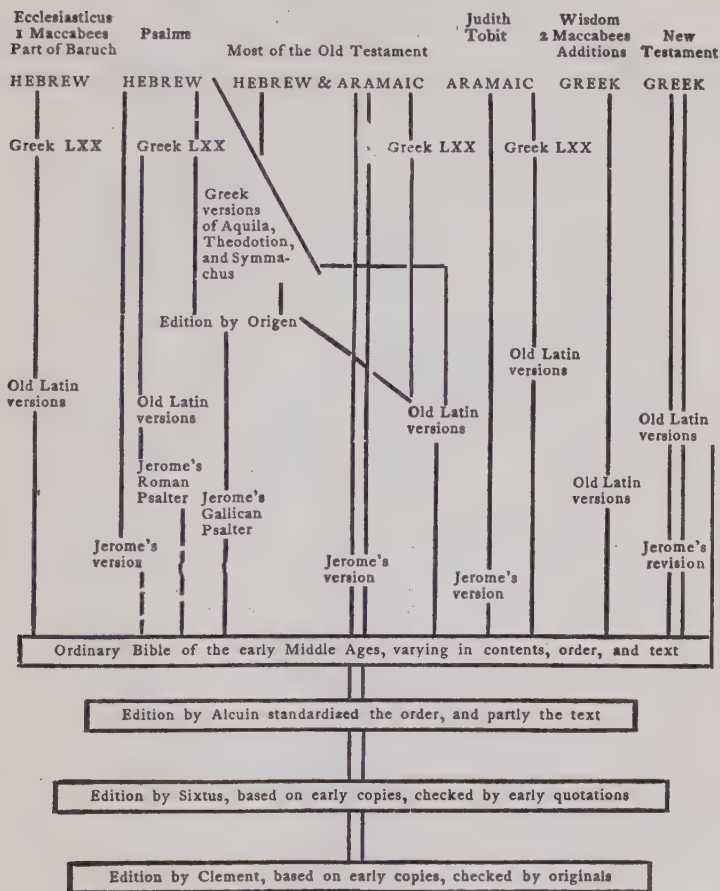 Ecclesiasticus
1 Maccabees
Part of Baruch
Psalms
Most of the Old Testament
Judith
Tobit
Wisdom
2 Maccabees
Additions
New
Testament
HEBREW
HEBREW
HEBREW & ARAMAIC
ARAMAIC
GREEK
GREEK
Greek LXX
Greek LXX
Greek LXX
Greek LXX
Greek
versions
of Aquila,
Theodotion,
and Symma-
chus
Edition by Origen
Old Latin
versions
Old Latin
versions
Old Latin
versions
Old Latin
versions
Old Latin
versions
Old Latin
versions
Jerome's
Roman
Psalter
Jerome's
Gallican
Psalter
Jerome's
version
Jerome's
version
Jerome's
version
Jerome's
revision
Ordinary Bible of the early Middle Ages, varying in contents, order, and text
Edition by Alcuin standardized the order, and partly the text
Edition by Sixtus, based on early copies, checked by early quotations
Edition by Clement, based on early copies, checked by originals